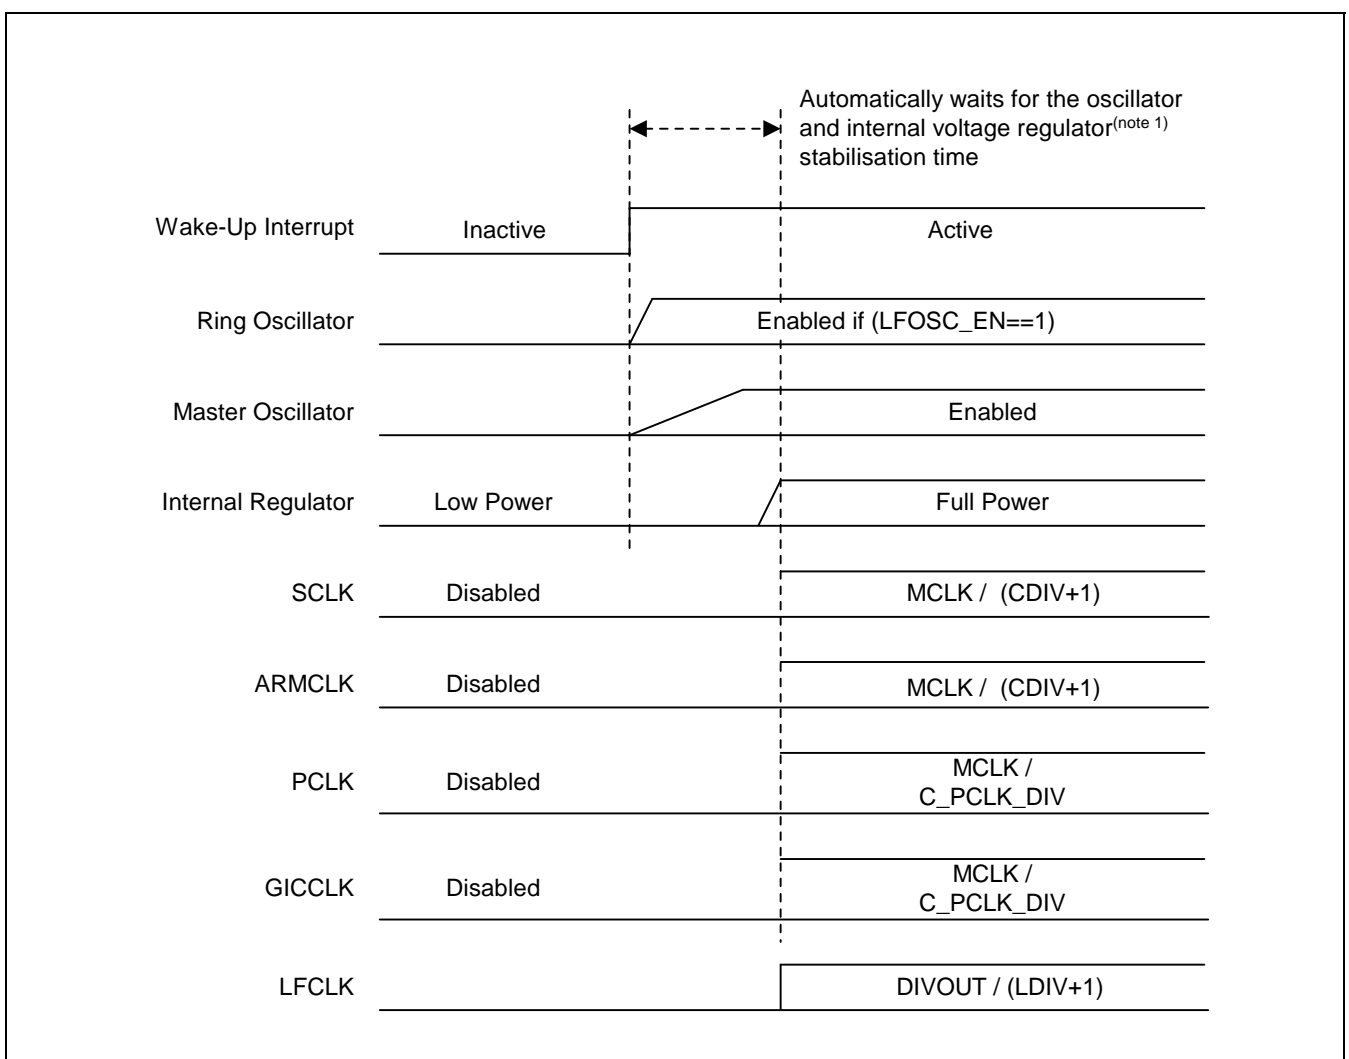 Automatically waits for the oscillator
and internal voltage regulator(note 1)
stabilisation time
Wake-Up Interrupt
Inactive
Active
Ring Oscillator
Enabled if (LFOSC_EN==1)
Master Oscillator
Enabled
Internal Regulator
Low Power
Full Power
SCLK
Disabled
MCLK / (CDIV+1)
ARMCLK
Disabled
MCLK / (CDIV+1)
PCLK
Disabled
MCLK /
C_PCLK_DIV
GICCLK
Disabled
MCLK /
C_PCLK_DIV
LFCLK
DIVOUT / (LDIV+1)